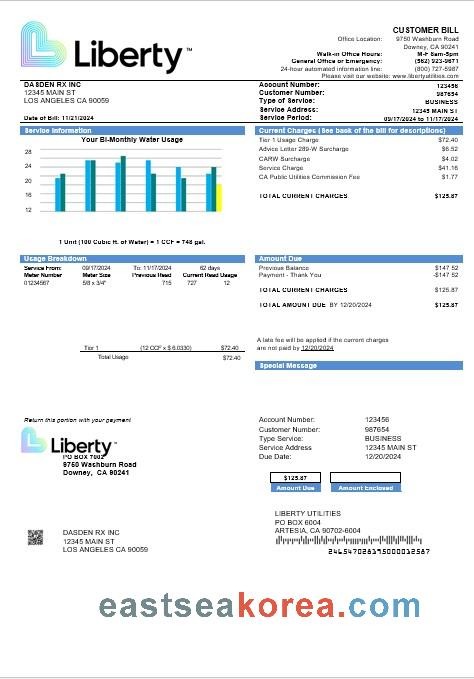 Liberty™
CUSTOMER BILL
Office Location: 9750 Washburn Road
Downey, CA 90241
Walk-in Office Hours: M-F 8am-5pm
General Office or Emergency: (562) 923-9671
24-hour automated information line: (800) 727-5987
Please visit our website: www.libertyutilities.com
DASDEN RX INC
12345 MAIN ST
LOS ANGELES CA 90059
Date of Bill: 11/21/2024
Account Number: 123456
Customer Number: 987654
Type of Service: BUSINESS
Service Address: 12345 MAIN ST
Service Period: 09/17/2024 to 11/17/2024
Service Information
Your Bi-Monthly Water Usage
28
24
20
18
16
12
1 Unit (100 Cubic ft. of Water) = 1 CCF = 748 gal.
Current Charges (See back of the bill for descriptions)
Tier 1 Usage Charge $72.40
Advice Letter 289-W Surcharge $6.52
CARW Surcharge $4.02
Service Charge $41.16
CA Public Utilities Commission Fee $1.77
TOTAL CURRENT CHARGES $125.87
Usage Breakdown
Service From: 09/17/2024 To: 11/17/2024 62 days
Meter Number Meter Size Previous Read Current Read Usage
01234567 5/8 x 3/4" 715 727 12
Tier 1 (12 CCF x $ 6.0330) $72.40
Total Usage $72.40
Amount Due
Previous Balance $147.52
Payment - Thank You -$147.52
TOTAL CURRENT CHARGES $125.87
TOTAL AMOUNT DUE BY 12/20/2024 $125.87
A late fee will be applied if the current charges
are not paid by 12/20/2024
Special Message
Return this portion with your payment
Liberty™
PO BOX 7002
9750 Washburn Road
Downey, CA 90241
Account Number: 123456
Customer Number: 987654
Type Service: BUSINESS
Service Address 12345 MAIN ST
Due Date: 12/20/2024
$125.87
Amount Due Amount Enclosed
DASDEN RX INC
12345 MAIN ST
LOS ANGELES CA 90059
LIBERTY UTILITIES
PO BOX 6004
ARTESIA, CA 90702-6004
2465470281950000012587
eastseakorea.com